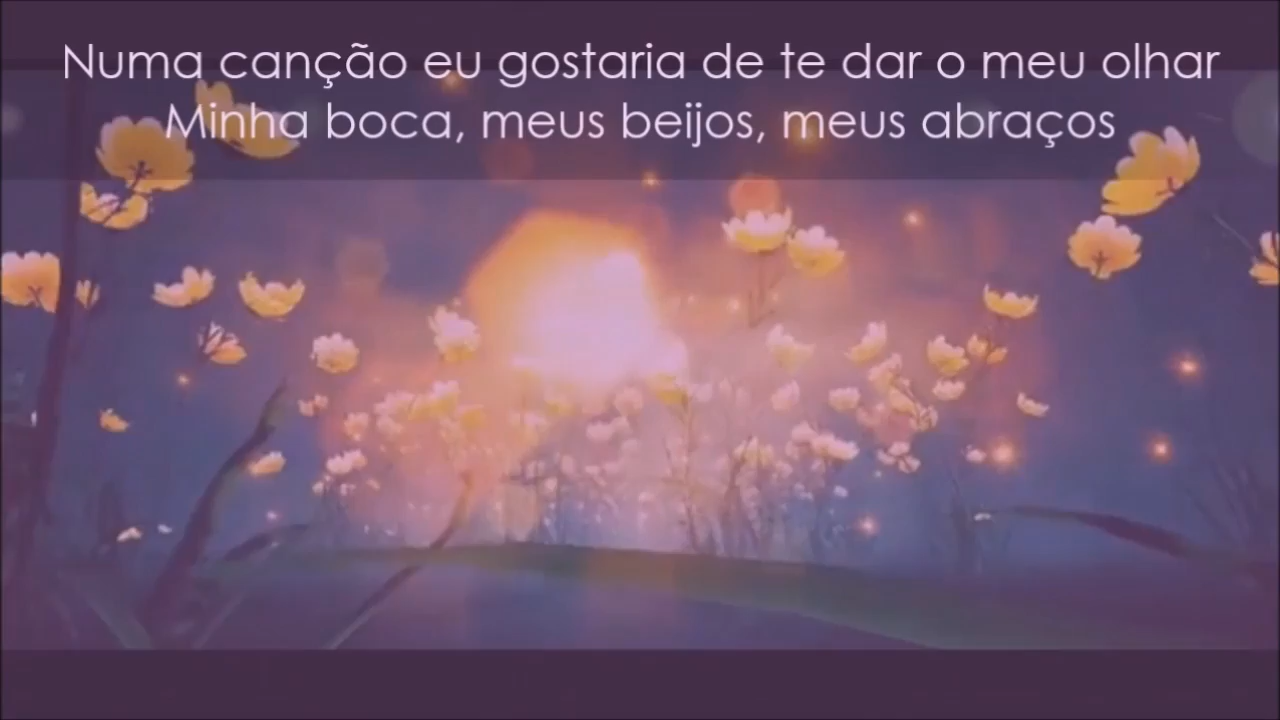 Numa canção eu gostaria de te dar o meu olhar
Minha boca, meus beijos, meus abraços